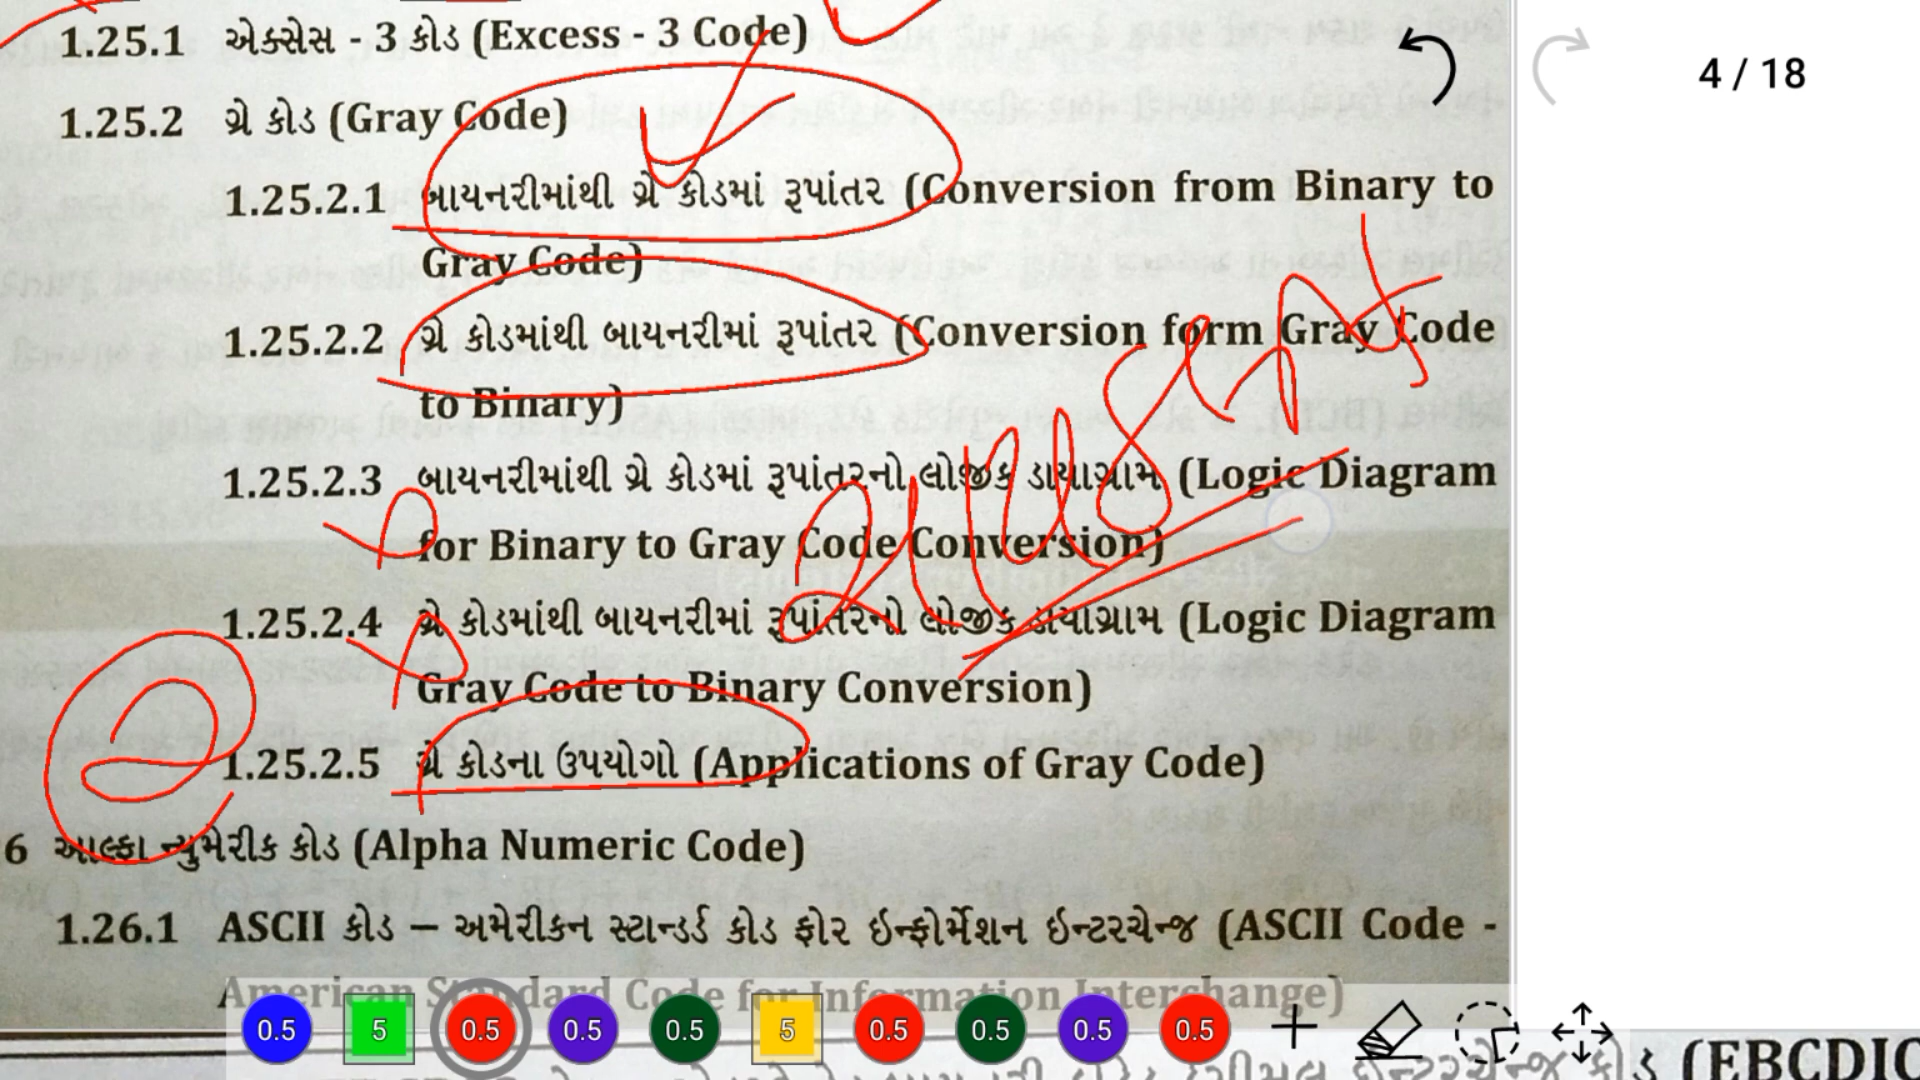 1.25.1 એક્સેસ - 3 કોડ (Excess - 3 Code)
4 / 18
1.25.2 ગ્રે કોડ (Gray Code)
1.25.2.1 બાયનરીમાંથી ગ્રે કોડમાં રૂપાંતર (Conversion from Binary to
Gray Code)
1.25.2.2 ગ્રે કોડમાંથી બાયનરીમાં રૂપાંતર (Conversion form Gray Code
to Binary)
1.25.2.3 બાયનરીમાંથી ગ્રે કોડમાં રૂપાંતરનો લોજીક ડાયાગ્રામ (Logic Diagram
for Binary to Gray Code Conversion)
1.25.2.4 ગ્રે કોડમાંથી બાયનરીમાં રૂપાંતરનો લોજીક ડાયાગ્રામ (Logic Diagram
Gray Code to Binary Conversion)
1.25.2.5 ગ્રે કોડના ઉપયોગો (Applications of Gray Code)
6 આલ્ફા ન્યુમેરીક કોડ (Alpha Numeric Code)
1.26.1 ASCII કોડ – અમેરીકન સ્ટાન્ડર્ડ કોડ ફોર ઇન્ફોર્મેશન ઇન્ટરચેન્જ (ASCII Code -
American Standard Code for Information Interchange)
0.5 5 0.5 0.5 0.5 5 0.5 0.5 0.5 0.5
(EBCDIC